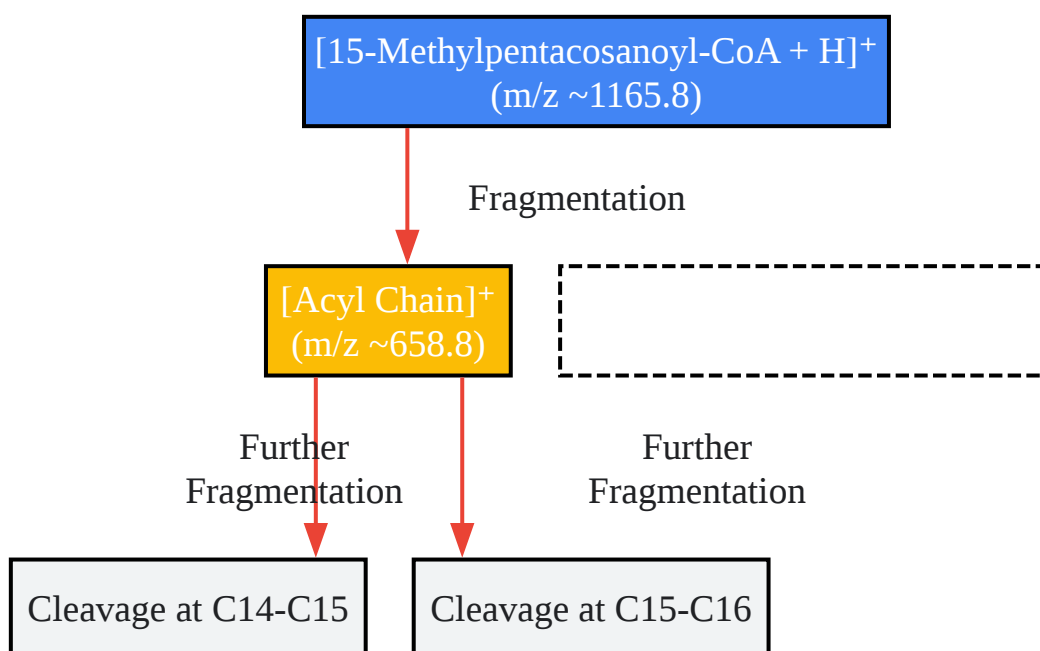 [15-Methylpentacosanoyl-CoA + H]⁺
(m/z ~1165.8)
Fragmentation
[Acyl Chain]⁺
(m/z ~658.8)
Further
Fragmentation
Further
Fragmentation
Cleavage at C14-C15
Cleavage at C15-C16